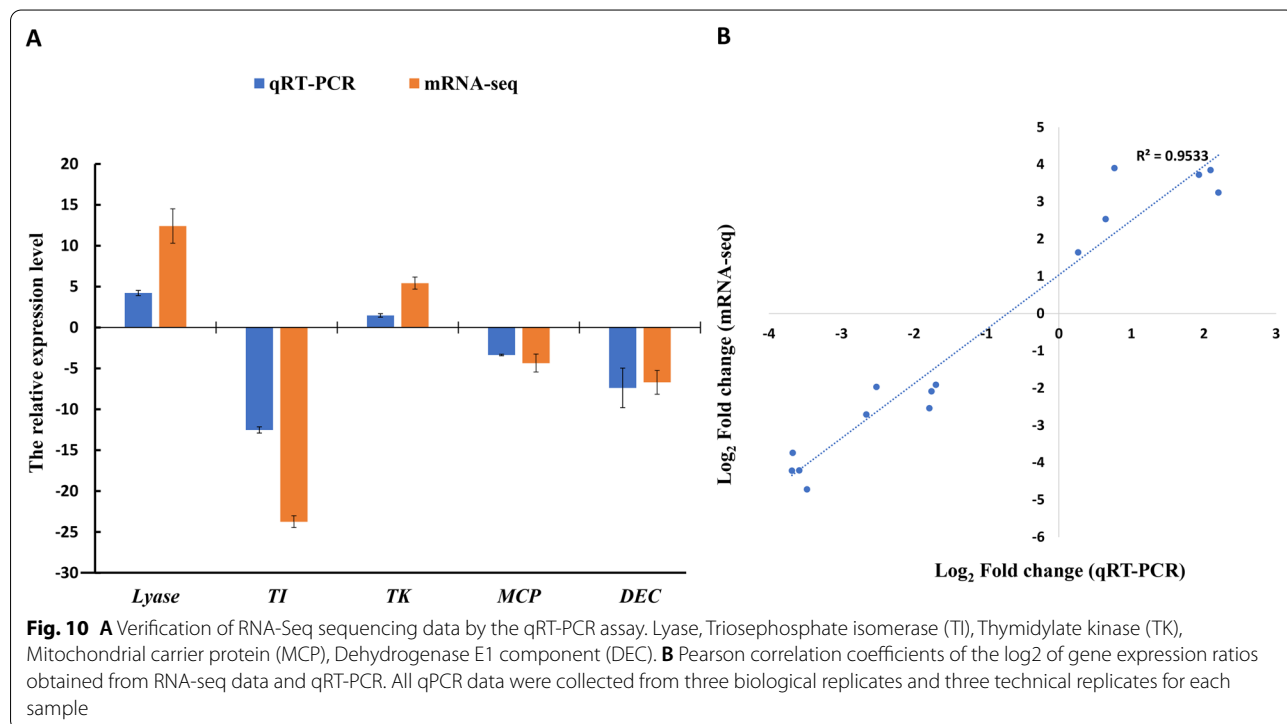 A
qRT-PCR mRNA-seq
The relative expression level
20
15
10
5
0
-5
-10
-15
-20
-25
-30
Lyase TI TK MCP DEC
B
Log2 Fold change (mRNA-seq)
5
4
3
2
1
0
-1
-2
-3
-4
-5
-6
-4 -3 -2 -1 0 1 2 3
R² = 0.9533
Log2 Fold change (qRT-PCR)
Fig. 10 A Verification of RNA-Seq sequencing data by the qRT-PCR assay. Lyase, Triosephosphate isomerase (TI), Thymidylate kinase (TK),
Mitochondrial carrier protein (MCP), Dehydrogenase E1 component (DEC). B Pearson correlation coefficients of the log2 of gene expression ratios
obtained from RNA-seq data and qRT-PCR. All qPCR data were collected from three biological replicates and three technical replicates for each
sample